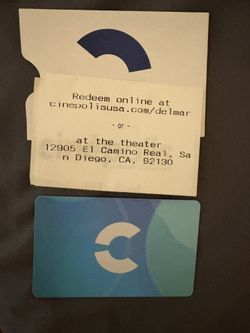 Redeem online at
cinepolisusa.com/delmar
- or -
at the theater
12905 El Camino Real, Sa
n Diego, CA, 92130